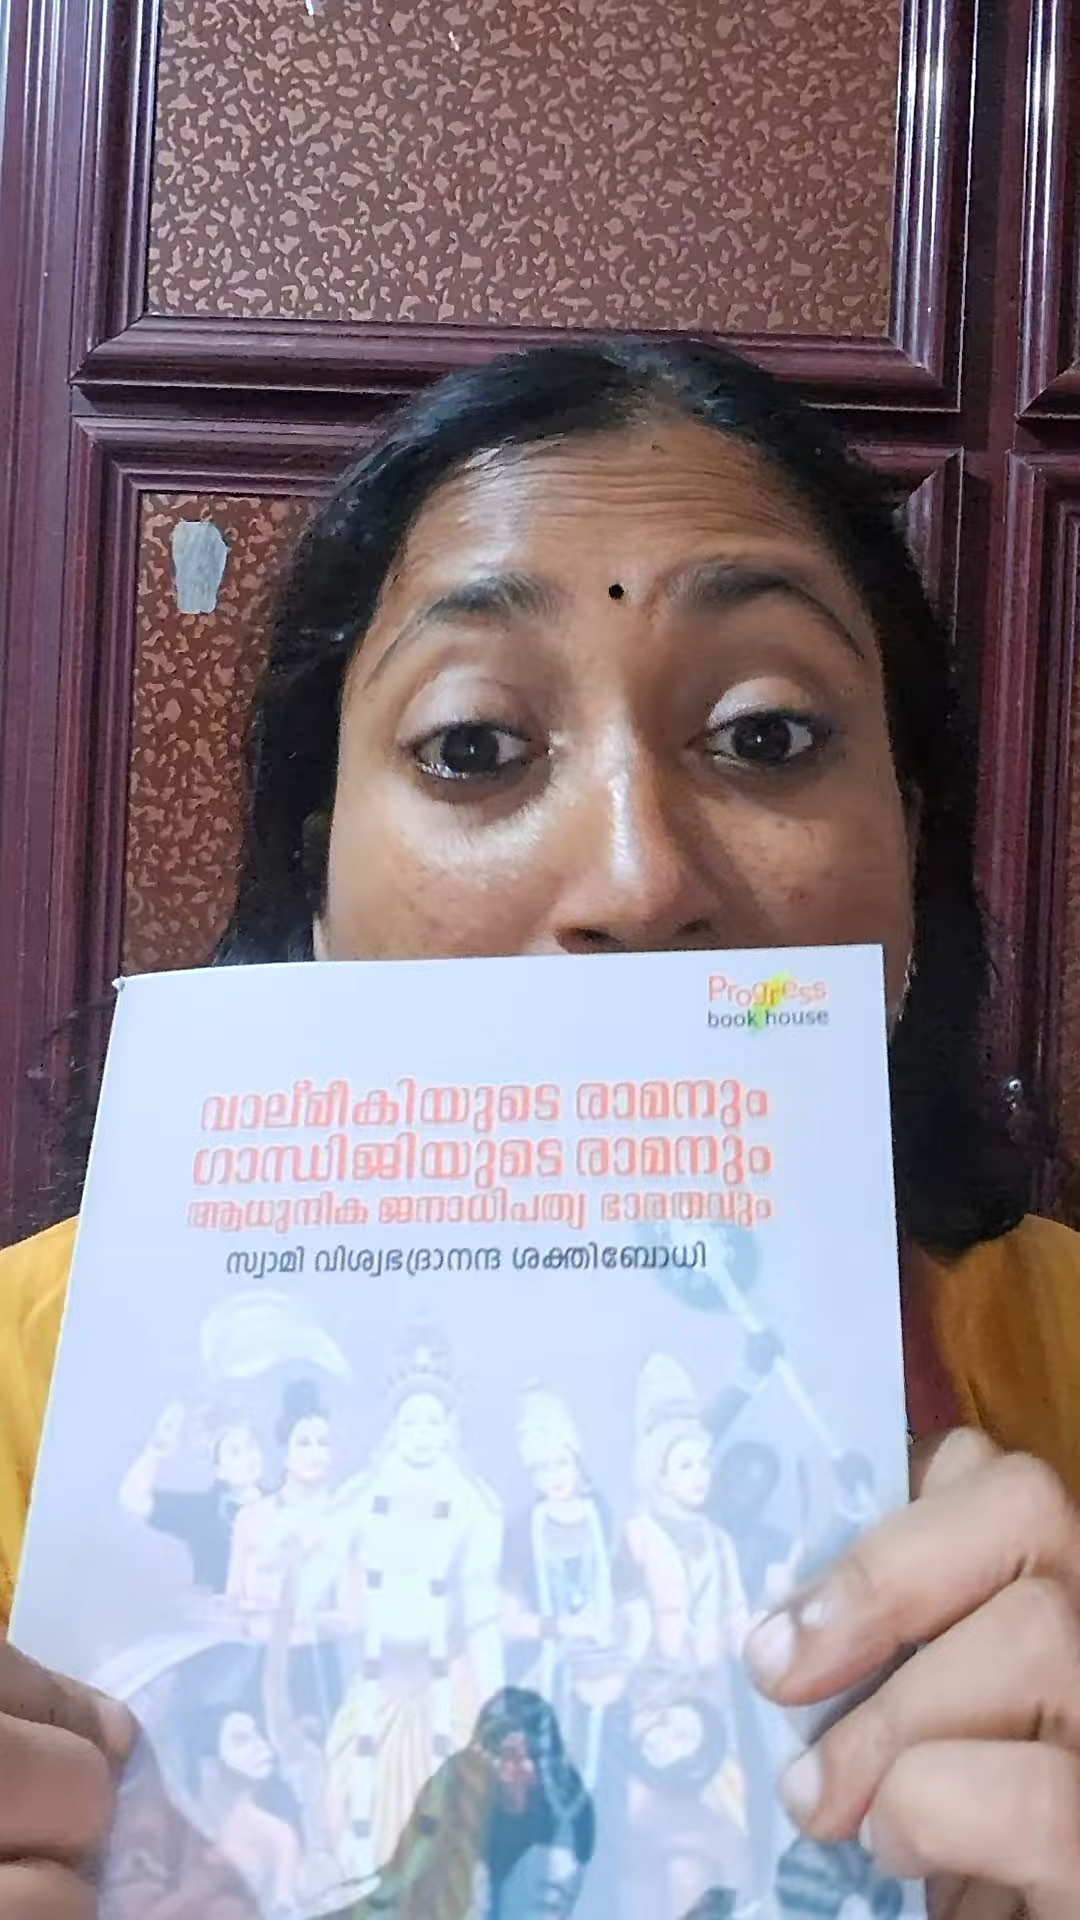 Progress
book house
വാല്മീകിയുടെ രാമനും
ഗാന്ധിജിയുടെ രാമനും
ആധുനിക ജനാധിപത്യ ഭാരതവും
സ്വാമി വിശ്വഭദ്രാനന്ദ ശക്തിബോധി